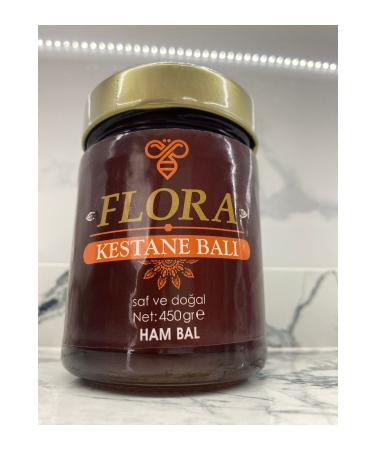 FLORA
KESTANE BALI
saf ve doğal
Net: 450gr℮
HAM BAL